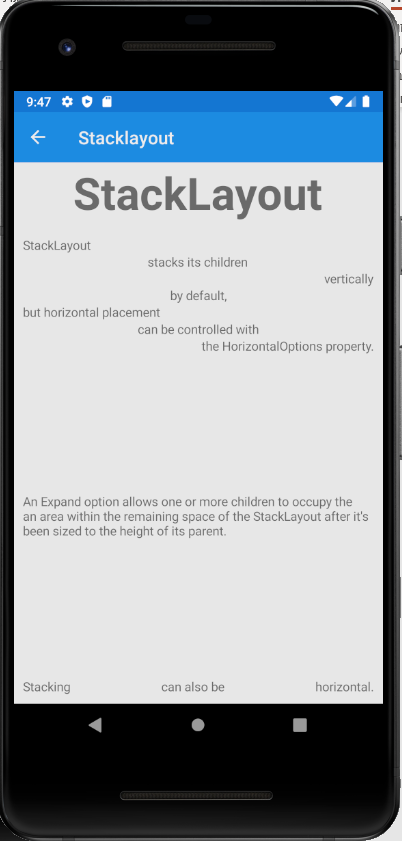 9:47
Stacklayout
StackLayout
StackLayout
stacks its children
vertically
by default,
but horizontal placement
can be controlled with
the HorizontalOptions property.
An Expand option allows one or more children to occupy the
an area within the remaining space of the StackLayout after it's
been sized to the height of its parent.
Stacking can also be horizontal.